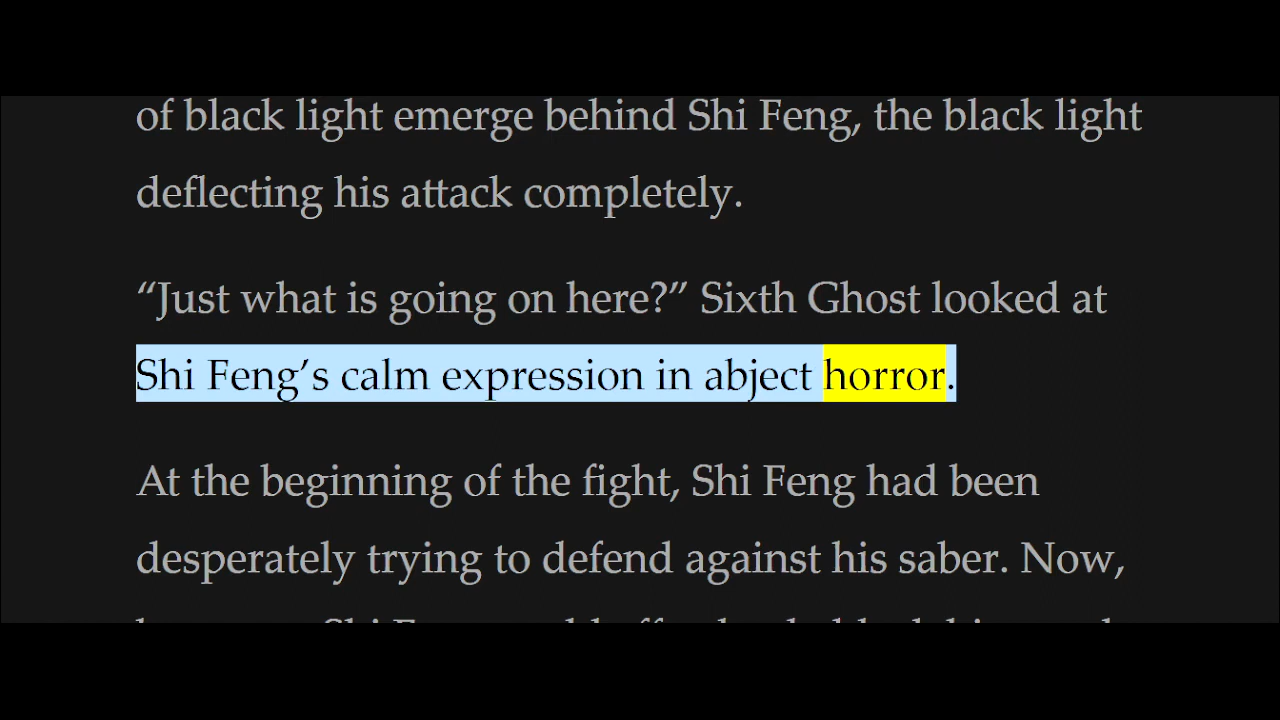 of black light emerge behind Shi Feng, the black light
deflecting his attack completely.
“Just what is going on here?” Sixth Ghost looked at
Shi Feng’s calm expression in abject horror.
At the beginning of the fight, Shi Feng had been
desperately trying to defend against his saber. Now,